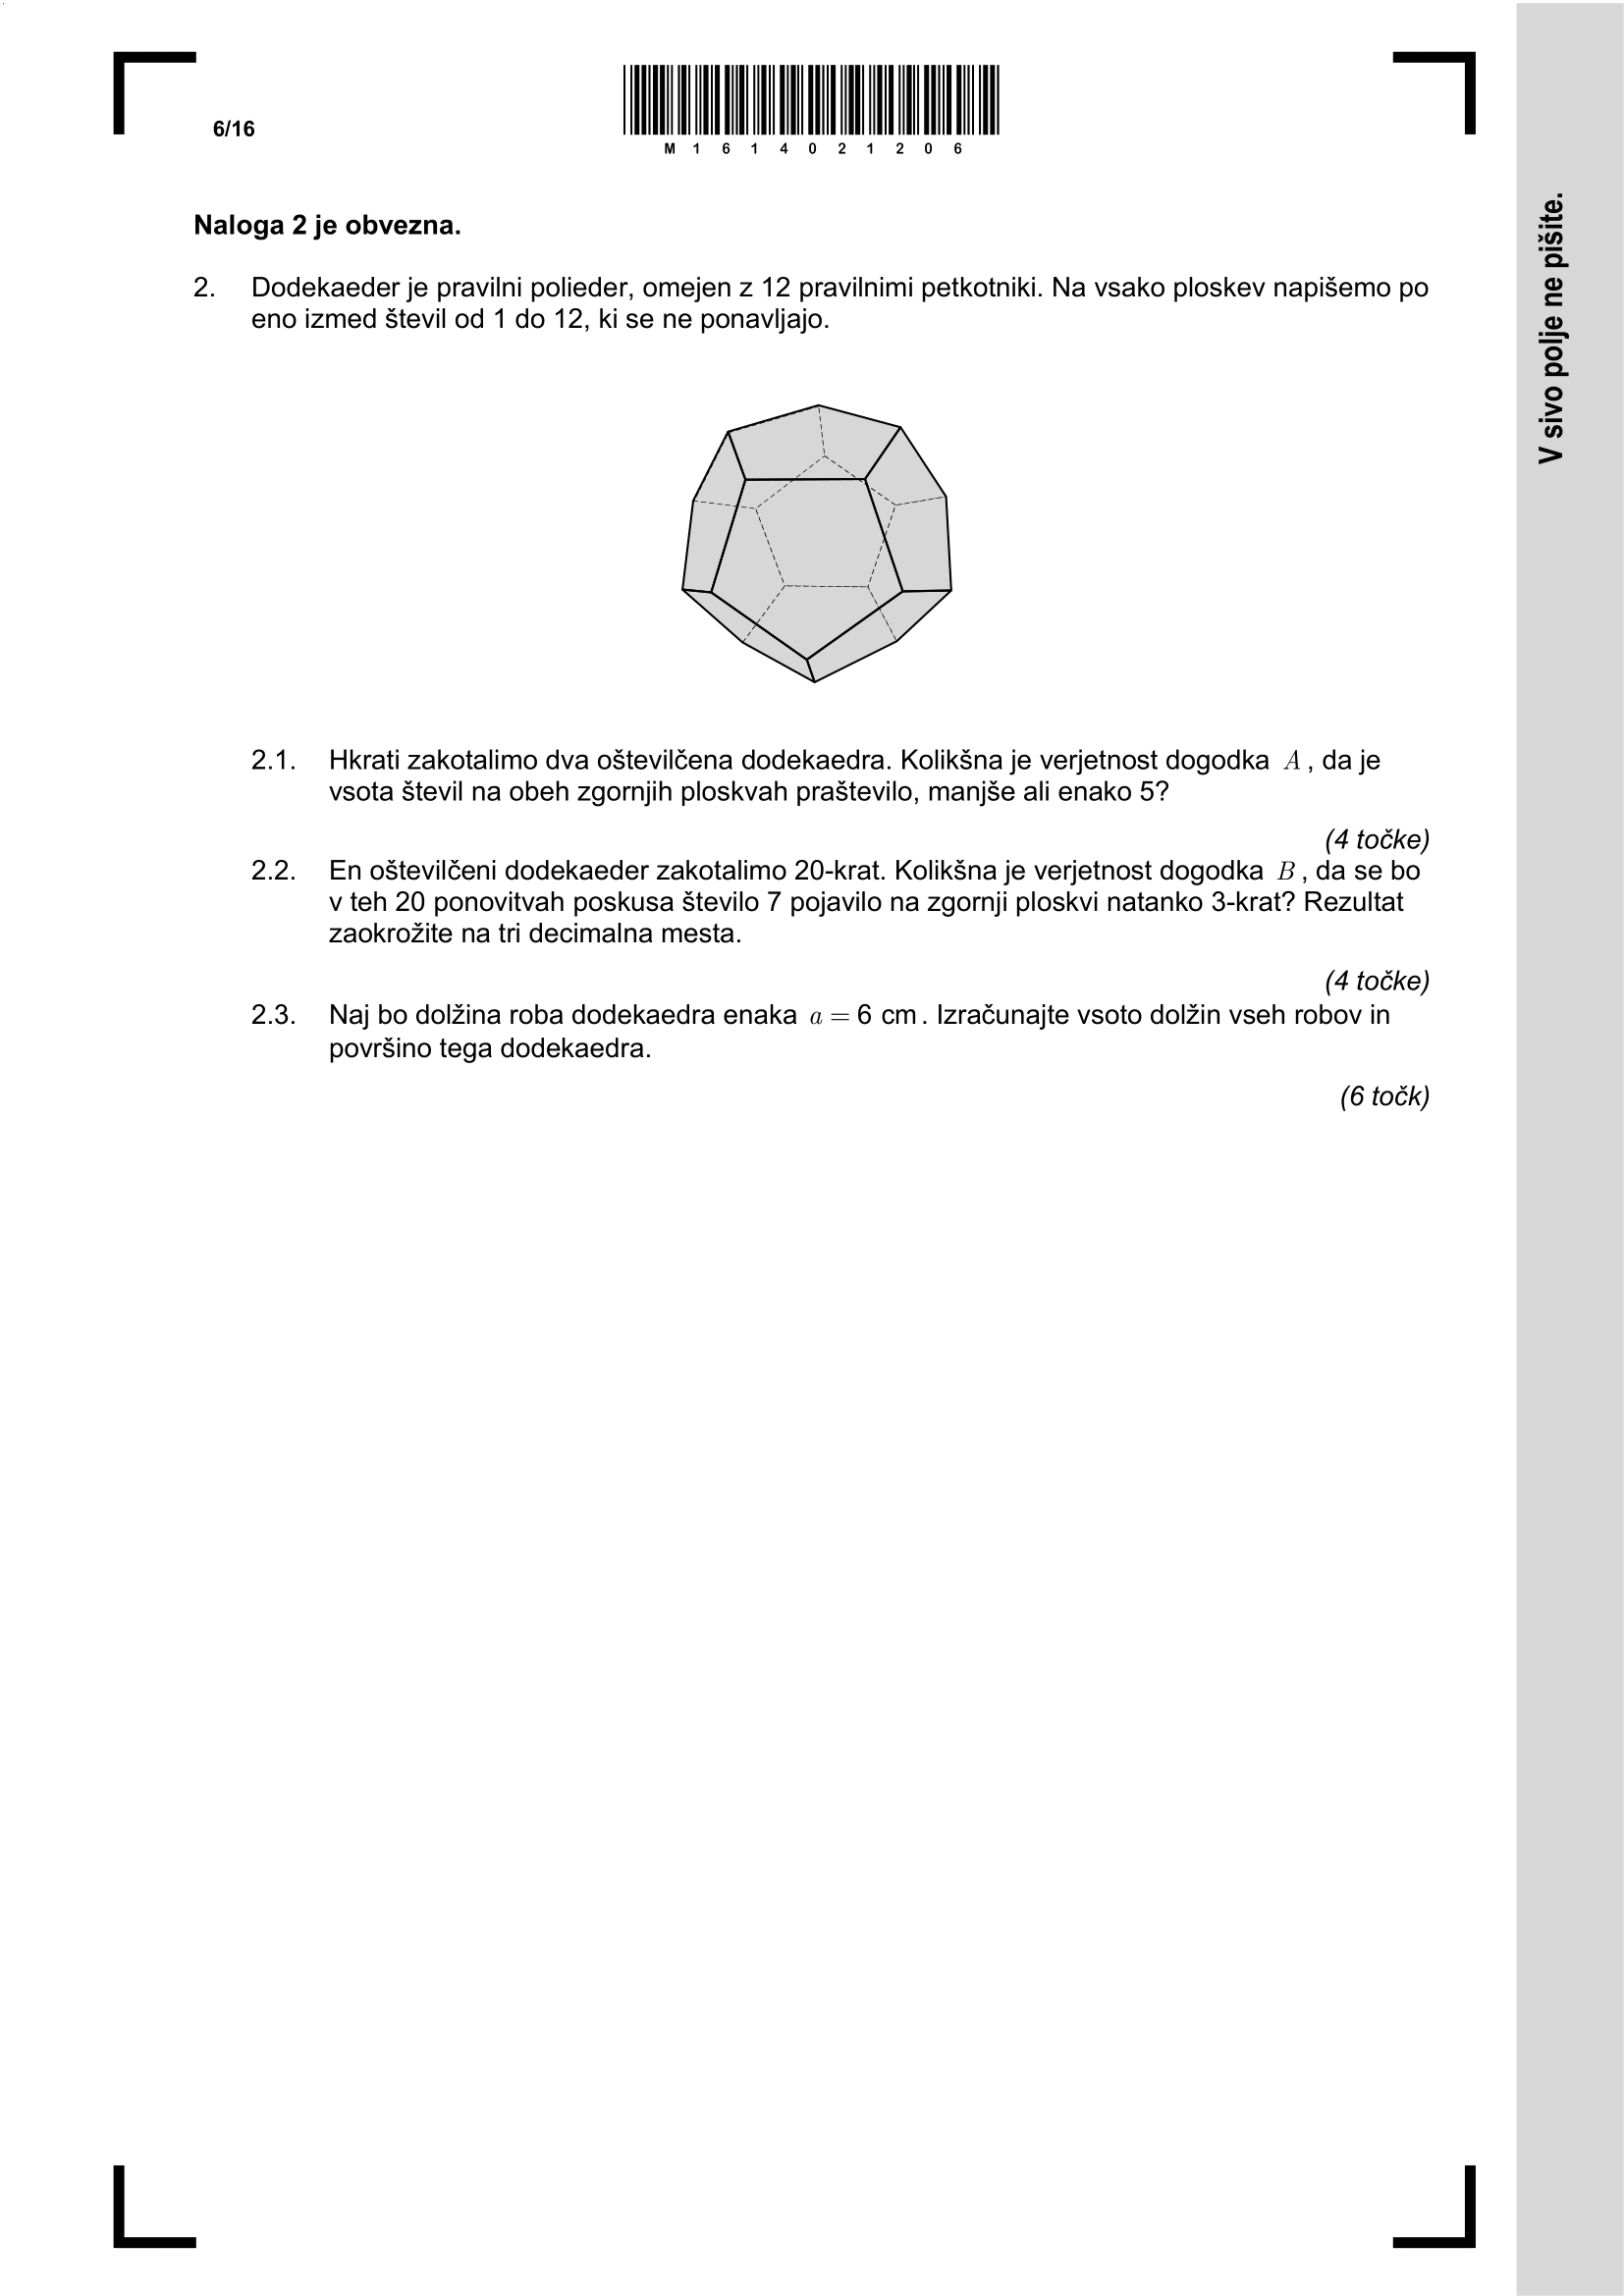 6/16
M 1 6 1 4 0 2 1 2 0 6
V sivo polje ne pišite.
Naloga 2 je obvezna.
2. Dodekaeder je pravilni polieder, omejen z 12 pravilnimi petkotniki. Na vsako ploskev napišemo po
eno izmed števil od 1 do 12, ki se ne ponavljajo.
2.1. Hkrati zakotalimo dva oštevilčena dodekaedra. Kolikšna je verjetnost dogodka A, da je
vsota števil na obeh zgornjih ploskvah praštevilo, manjše ali enako 5?
(4 točke)
2.2. En oštevilčeni dodekaeder zakotalimo 20-krat. Kolikšna je verjetnost dogodka B, da se bo
v teh 20 ponovitvah poskusa število 7 pojavilo na zgornji ploskvi natanko 3-krat? Rezultat
zaokrožite na tri decimalna mesta.
(4 točke)
2.3. Naj bo dolžina roba dodekaedra enaka a = 6 cm. Izračunajte vsoto dolžin vseh robov in
površino tega dodekaedra.
(6 točk)